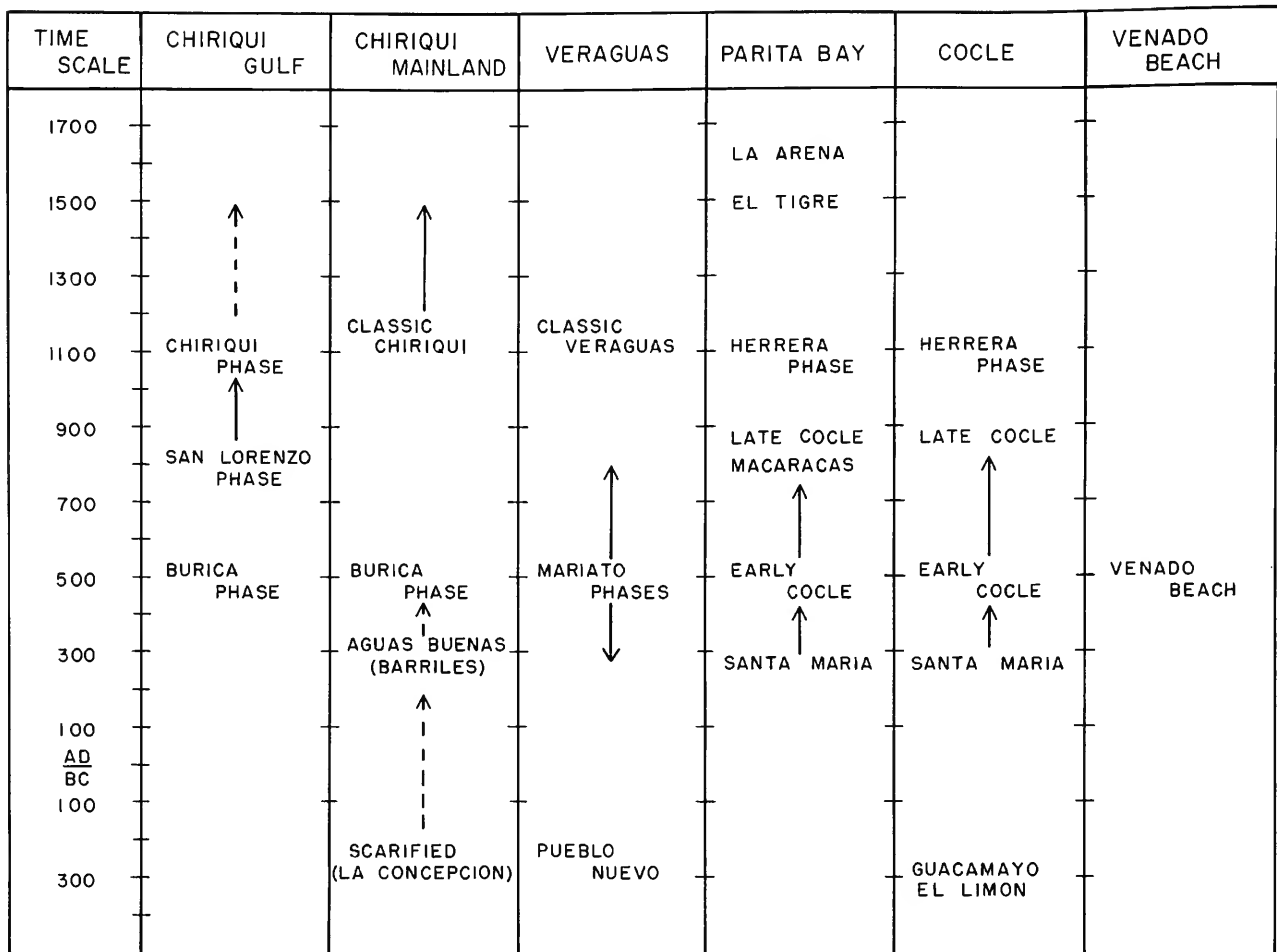 TIME
SCALE
CHIRIQUI
GULF
CHIRIQUI
MAINLAND
VERAGUAS
PARITA BAY
COCLE
VENADO
BEACH
1700
LA ARENA
1500
EL TIGRE
1300
1100
CHIRIQUI
PHASE
CLASSIC
CHIRIQUI
CLASSIC
VERAGUAS
HERRERA
PHASE
HERRERA
PHASE
900
SAN LORENZO
PHASE
LATE COCLE
MACARACAS
LATE COCLE
700
500
BURICA
PHASE
BURICA
PHASE
MARIATO
PHASES
EARLY
COCLE
EARLY
COCLE
VENADO
BEACH
300
AGUAS BUENAS
(BARRILES)
SANTA MARIA
SANTA MARIA
100
AD
BC
100
300
SCARIFIED
(LA CONCEPCION)
PUEBLO
NUEVO
GUACAMAYO
EL LIMON